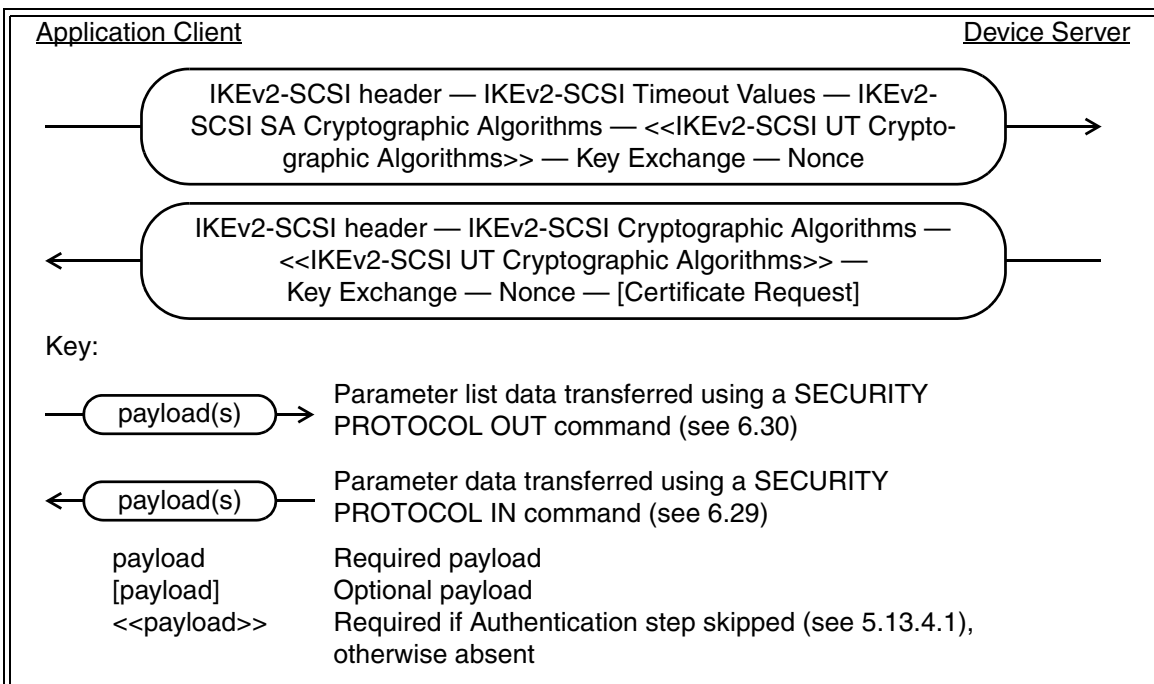 Application Client Device Server
IKEv2-SCSI header — IKEv2-SCSI Timeout Values — IKEv2-
SCSI SA Cryptographic Algorithms — <<IKEv2-SCSI UT Crypto-
graphic Algorithms>> — Key Exchange — Nonce
IKEv2-SCSI header — IKEv2-SCSI Cryptographic Algorithms —
<<IKEv2-SCSI UT Cryptographic Algorithms>> —
Key Exchange — Nonce — [Certificate Request]
Key:
payload(s) Parameter list data transferred using a SECURITY
PROTOCOL OUT command (see 6.30)
payload(s) Parameter data transferred using a SECURITY
PROTOCOL IN command (see 6.29)
payload Required payload
[payload] Optional payload
<<payload>> Required if Authentication step skipped (see 5.13.4.1),
otherwise absent